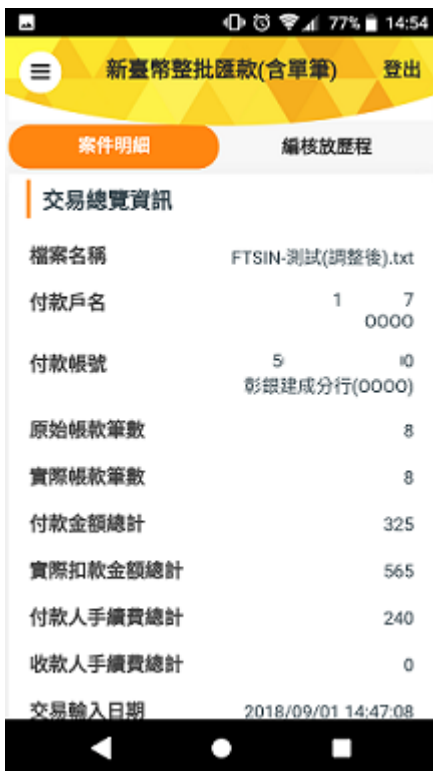 77% 14:54
新臺幣整批匯款(含單筆) 登出
案件明細 編核放歷程
交易總覽資訊
檔案名稱 FTSIN-測試(調整後).txt
付款戶名 1 7
0000
付款帳號 5 0
彰銀建成分行(0000)
原始帳款筆數 8
實際帳款筆數 8
付款金額總計 325
實際扣款金額總計 565
付款人手續費總計 240
收款人手續費總計 0
交易輸入日期 2018/09/01 14:47:08